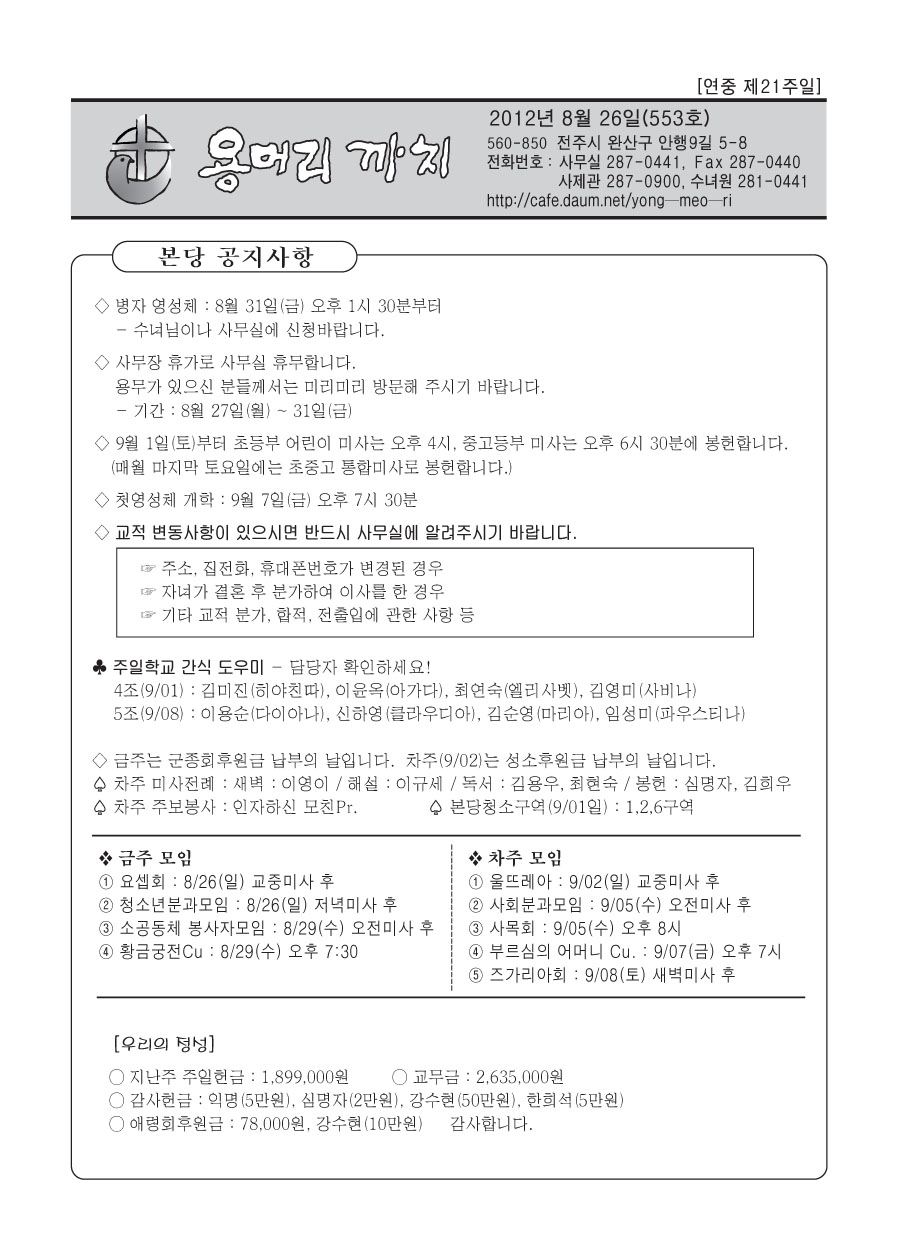 [연중 제21주일]
용머리 까치
2012년 8월 26일(553호)
560-850 전주시 완산구 안행9길 5-8
전화번호 : 사무실 287-0441, Fax 287-0440
사제관 287-0900, 수녀원 281-0441
http://cafe.daum.net/yong―meo―ri
본당 공지사항
◇ 병자 영성체 : 8월 31일(금) 오후 1시 30분부터
- 수녀님이나 사무실에 신청바랍니다.
◇ 사무장 휴가로 사무실 휴무합니다.
용무가 있으신 분들께서는 미리미리 방문해 주시기 바랍니다.
- 기간 : 8월 27일(월) ~ 31일(금)
◇ 9월 1일(토)부터 초등부 어린이 미사는 오후 4시, 중고등부 미사는 오후 6시 30분에 봉헌합니다.
(매월 마지막 토요일에는 초중고 통합미사로 봉헌합니다.)
◇ 첫영성체 개학 : 9월 7일(금) 오후 7시 30분
◇ 교적 변동사항이 있으시면 반드시 사무실에 알려주시기 바랍니다.
☞ 주소, 집전화, 휴대폰번호가 변경된 경우
☞ 자녀가 결혼 후 분가하여 이사를 한 경우
☞ 기타 교적 분가, 합적, 전출입에 관한 사항 등
♣ 주일학교 간식 도우미 - 담당자 확인하세요!
4조(9/01) : 김미진(히야친따), 이윤옥(아가다), 최연숙(엘리사벳), 김영미(사비나)
5조(9/08) : 이용순(다이아나), 신하영(클라우디아), 김순영(마리아), 임성미(파우스티나)
◇ 금주는 군종회후원금 납부의 날입니다. 차주(9/02)는 성소후원금 납부의 날입니다.
♤ 차주 미사전례 : 새벽 : 이영이 / 해설 : 이규세 / 독서 : 김용우, 최현숙 / 봉헌 : 심명자, 김희우
♤ 차주 주보봉사 : 인자하신 모친Pr. ♤ 본당청소구역(9/01일) : 1,2,6구역
❖ 금주 모임
① 요셉회 : 8/26(일) 교중미사 후
② 청소년분과모임 : 8/26(일) 저녁미사 후
③ 소공동체 봉사자모임 : 8/29(수) 오전미사 후
④ 황금궁전Cu : 8/29(수) 오후 7:30
❖ 차주 모임
① 울뜨레아 : 9/02(일) 교중미사 후
② 사회분과모임 : 9/05(수) 오전미사 후
③ 사목회 : 9/05(수) 오후 8시
④ 부르심의 어머니 Cu. : 9/07(금) 오후 7시
⑤ 즈가리아회 : 9/08(토) 새벽미사 후
[우리의 정성]
○ 지난주 주일헌금 : 1,899,000원 ○ 교무금 : 2,635,000원
○ 감사헌금 : 익명(5만원), 심명자(2만원), 강수현(50만원), 한희석(5만원)
○ 애령회후원금 : 78,000원, 강수현(10만원) 감사합니다.